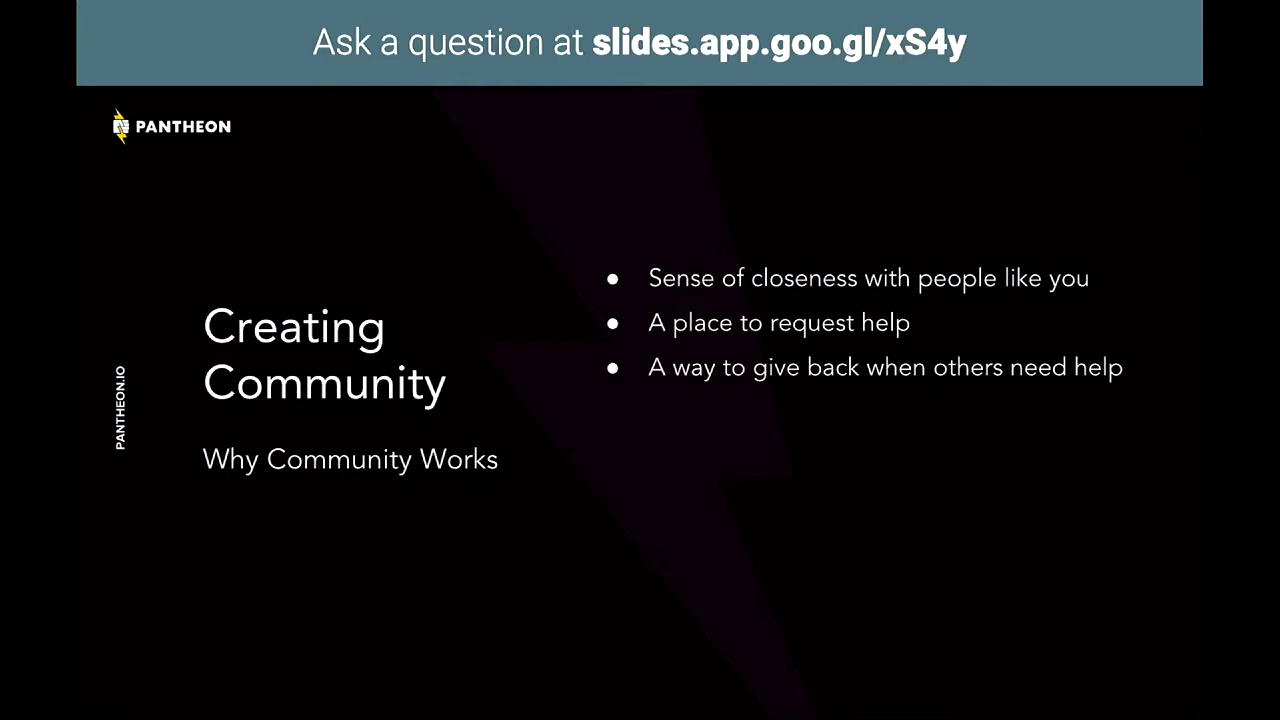 Ask a question at slides.app.goo.gl/xS4y
PANTHEON
PANTHEON.IO
Creating
Community
Why Community Works
● Sense of closeness with people like you
● A place to request help
● A way to give back when others need help